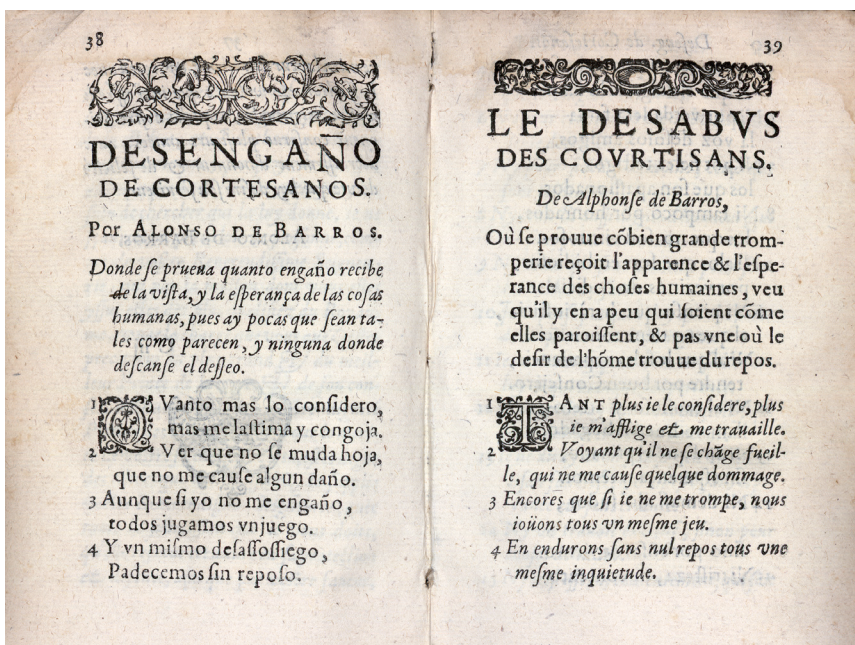 38
DESENGAÑO
DE CORTESANOS.
Por ALONSO DE BARROS.
Donde ſe prueua quanto engaño recibe
de la viſta, y la eſperança de las coſas
humanas, pues ay pocas que ſean ta-
les como parecen, y ninguna donde
deſcanſe el deſſeo.
1 QVanto mas lo conſidero,
mas me laſtima y congoja.
2 Ver que no ſe muda hoja,
que no me cauſe algun daño.
3 Aunque ſi yo no me engaño,
todos jugamos vn juego.
4 Y vn miſmo deſaſſoſſiego,
Padecemos ſin repoſo.
39
LE DESABVS
DES COVRTISANS.
De Alphonſe de Barros,
Où ſe prouue cõbien grande trom-
perie reçoit l'apparence & l'eſpe-
rance des choſes humaines, veu
qu'il y en a peu qui ſoient cõme
elles paroiſſent, & pas vne où le
deſir de l'hõme trouue du repos.
1 TANT plus ie le conſidere, plus
ie m'afflige et me trauaille.
2 Voyant qu'il ne ſe chãge fueil-
le, qui ne me cauſe quelque dommage.
3 Encores que ſi ie ne me trompe, nous
ioüons tous vn meſme jeu.
4 En endurons ſans nul repos tous vne
meſme inquietude.